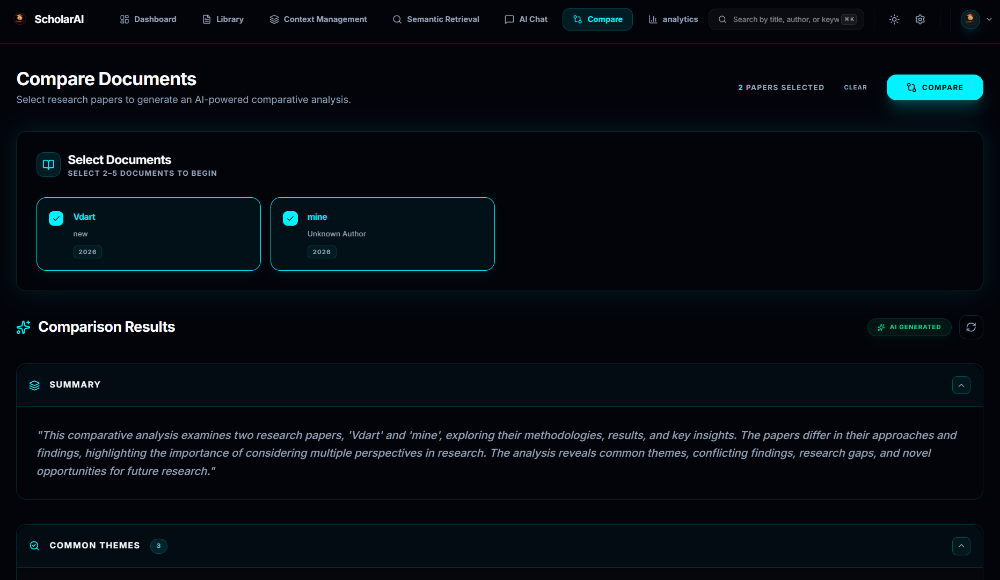 ScholarAI
Dashboard
Library
Context Management
Semantic Retrieval
AI Chat
Compare
analytics
Search by title, author, or keyw
⌘ K
Compare Documents
Select research papers to generate an AI-powered comparative analysis.
2 PAPERS SELECTED
CLEAR
COMPARE
Select Documents
SELECT 2–5 DOCUMENTS TO BEGIN
Vdart
new
2026
mine
Unknown Author
2026
Comparison Results
AI GENERATED
SUMMARY
"This comparative analysis examines two research papers, 'Vdart' and 'mine', exploring their methodologies, results, and key insights. The papers differ in their approaches and
findings, highlighting the importance of considering multiple perspectives in research. The analysis reveals common themes, conflicting findings, research gaps, and novel
opportunities for future research."
COMMON THEMES
3